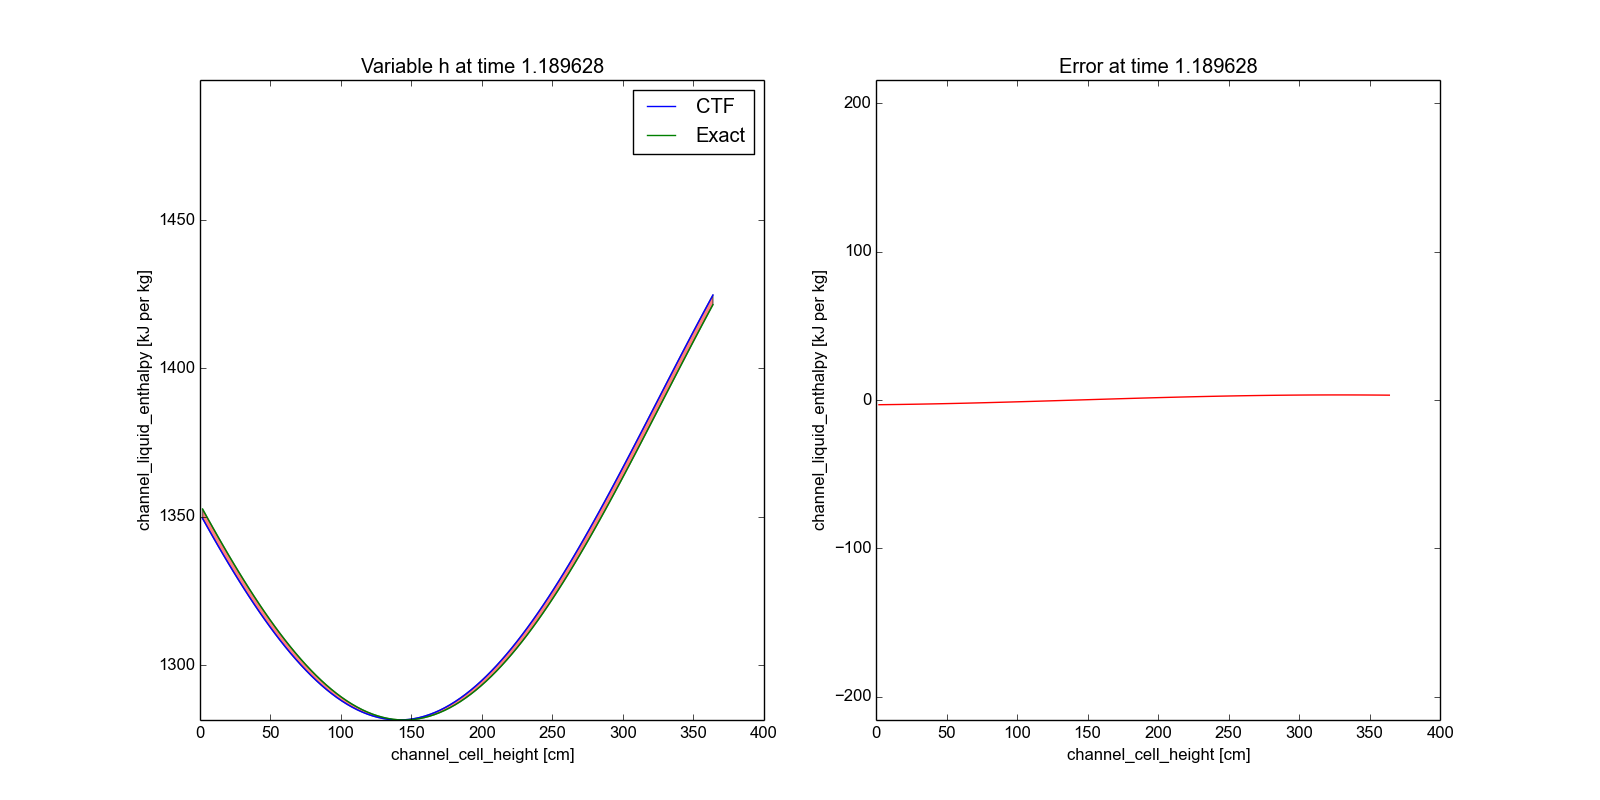 Variable h at time 1.189628
CTF
Exact
1450
1400
1350
1300
channel_liquid_enthalpy [kJ per kg]
0 50 100 150 200 250 300 350 400
channel_cell_height [cm]
Error at time 1.189628
200
100
0
−100
−200
channel_liquid_enthalpy [kJ per kg]
0 50 100 150 200 250 300 350 400
channel_cell_height [cm]